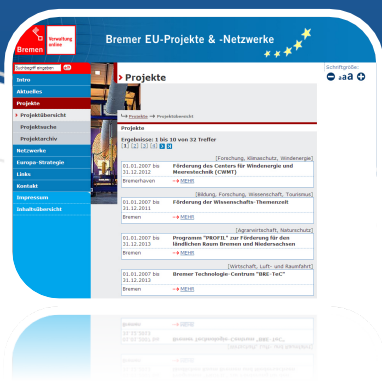 Bremen
Verwaltung
online
Bremer EU-Projekte & -Netzwerke
Suchbegriff eingeben
Schriftgröße:
aaa
Intro
Aktuelles
Projekte
Projektübersicht
Projektsuche
Projektarchiv
Netzwerke
Europa-Strategie
Links
Kontakt
Impressum
Inhaltsübersicht
Projekte
Projekte Projektübersicht
Projekte
Ergebnisse: 1 bis 10 von 32 Treffer
1 2 3 4
[Forschung, Klimaschutz, Windenergie]
01.01.2007 bis 31.12.2012 Förderung des Centers für Windenergie und Meerestechnik (CWMT)
Bremerhaven MEHR
[Bildung, Forschung, Wissenschaft, Tourismus]
01.01.2007 bis 31.12.2011 Förderung der Wissenschafts-Themenzeit
Bremen MEHR
[Agrarwirtschaft, Naturschutz]
01.01.2007 bis 31.12.2013 Programm "PROFIL" zur Förderung für den ländlichen Raum Bremen und Niedersachsen
Bremen MEHR
[Wirtschaft, Luft- und Raumfahrt]
01.01.2007 bis 31.12.2012 Bremer Technologie-Centrum "BRE-TeC"
Bremen MEHR